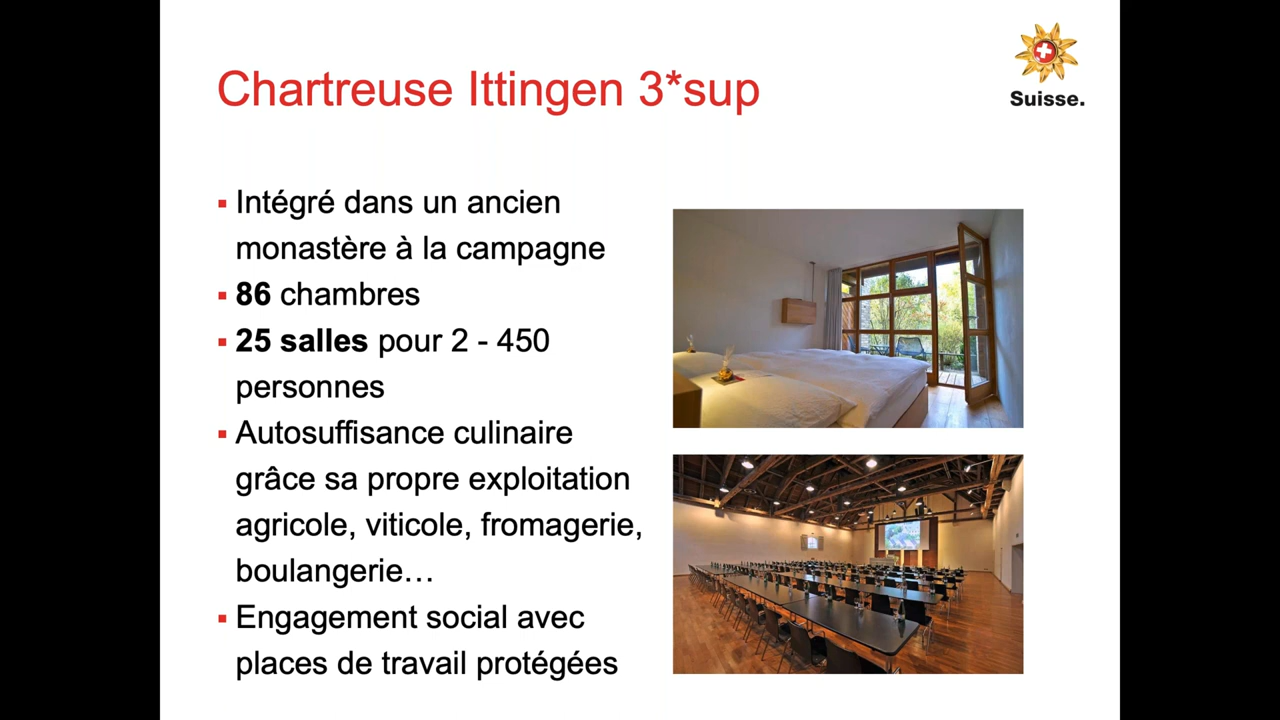 Chartreuse Ittingen 3*sup
Suisse.
▪ Intégré dans un ancien
monastère à la campagne
▪ 86 chambres
▪ 25 salles pour 2 - 450
personnes
▪ Autosuffisance culinaire
grâce sa propre exploitation
agricole, viticole, fromagerie,
boulangerie…
▪ Engagement social avec
places de travail protégées